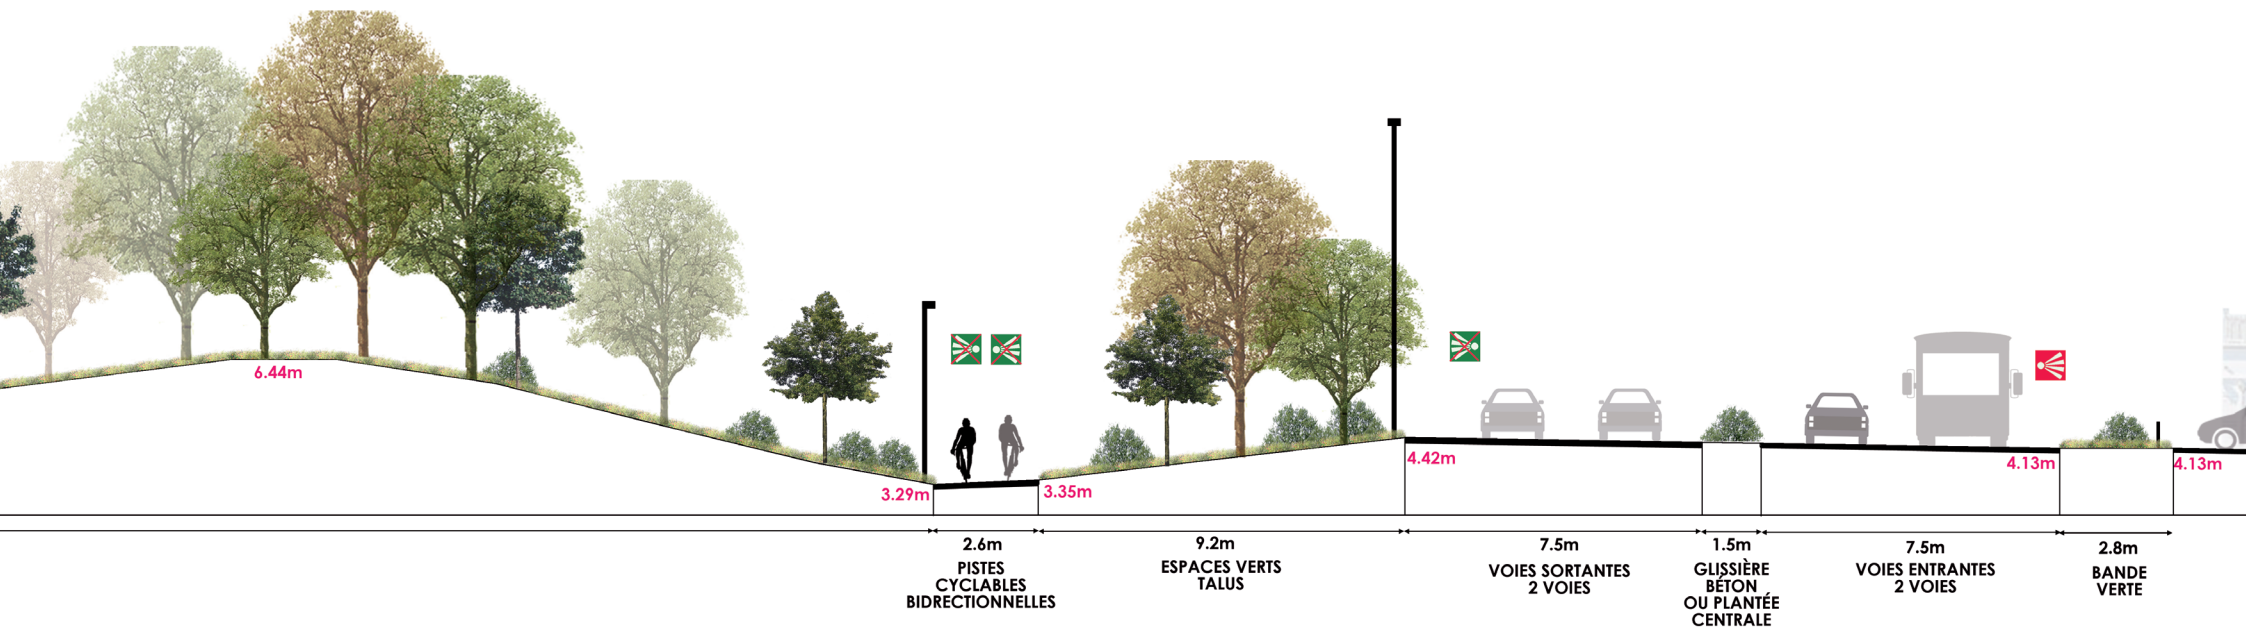 6.44m
3.29m
3.35m
4.42m
4.13m
4.13m
2.6m
PISTES
CYCLABLES
BIDRECTIONNELLES
9.2m
ESPACES VERTS
TALUS
7.5m
VOIES SORTANTES
2 VOIES
1.5m
GLISSIÈRE
BÉTON
OU PLANTÉE
CENTRALE
7.5m
VOIES ENTRANTES
2 VOIES
2.8m
BANDE
VERTE